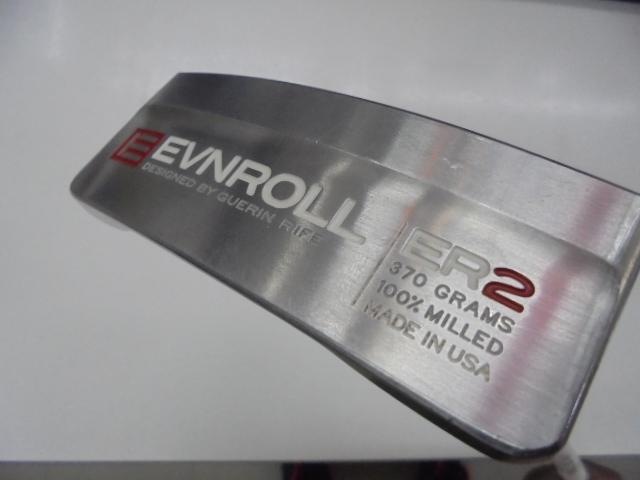 E EVNROLL
DESIGNED BY GUERIN RIFE
ER2
370 GRAMS
100% MILLED
MADE IN USA